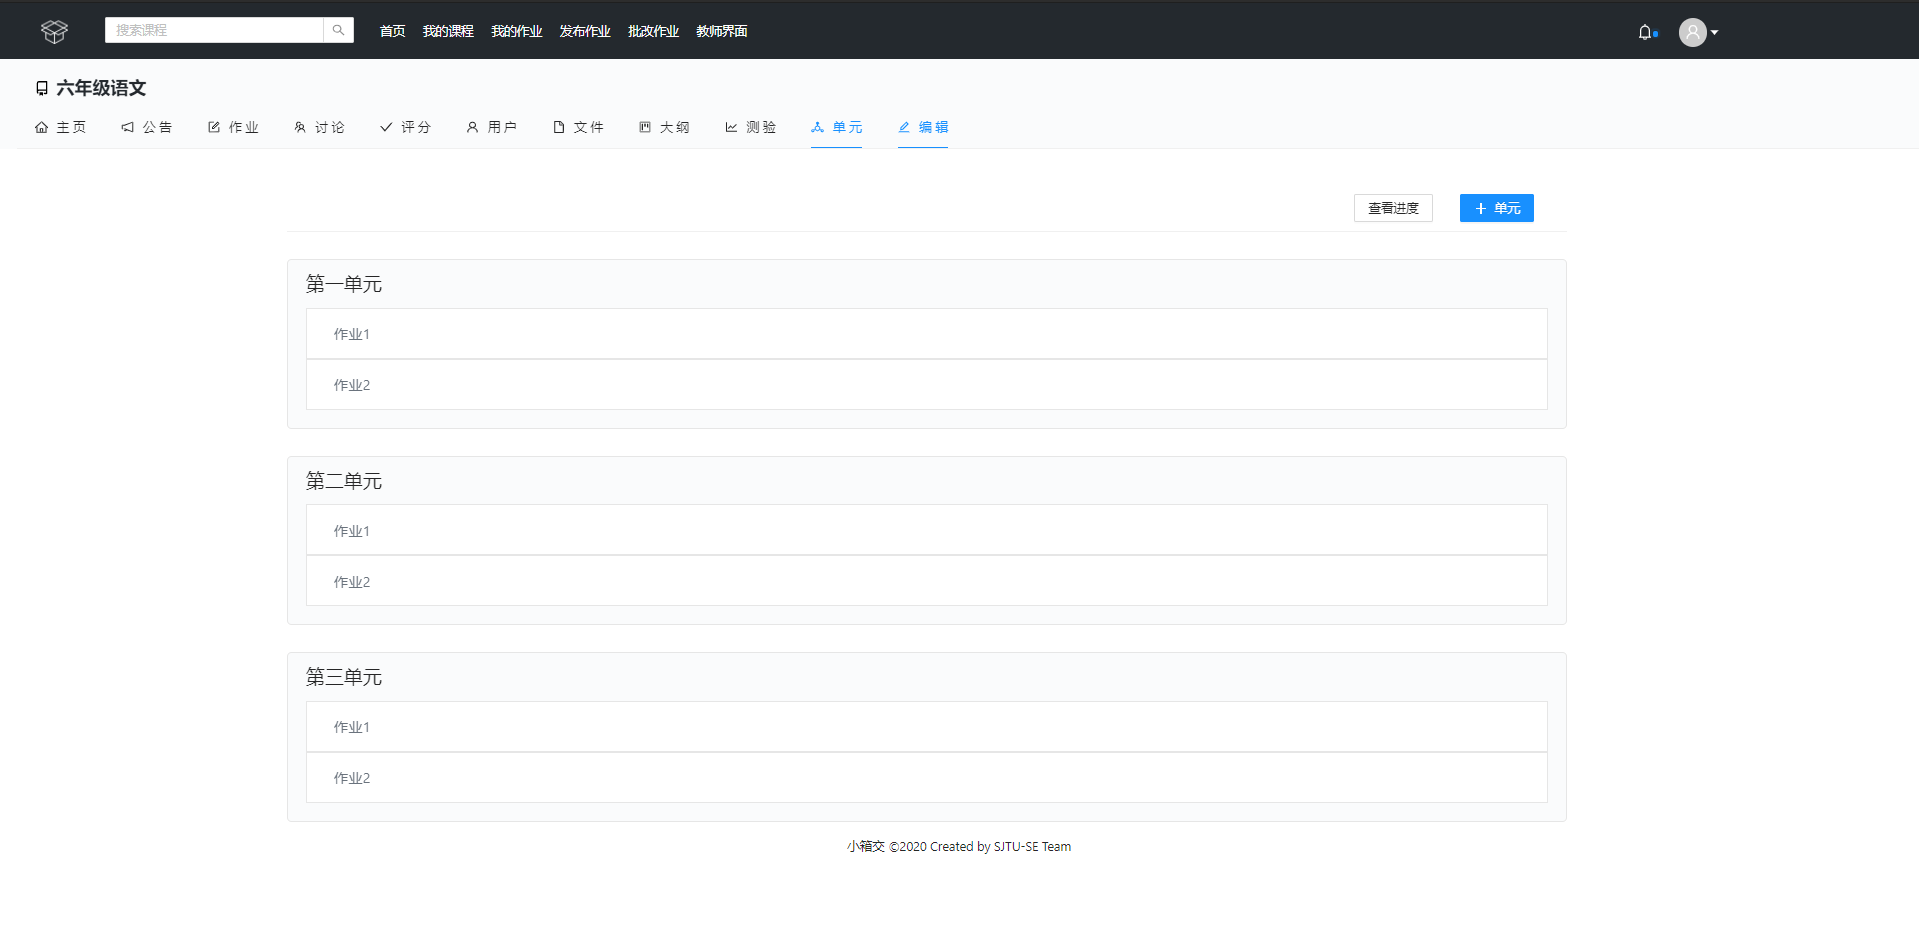 搜索课程 首页 我的课程 我的作业 发布作业 批改作业 教师界面
六年级语文
主页 公告 作业 讨论 评分 用户 文件 大纲 测验 单元 编辑
查看进度 + 单元
第一单元
作业1
作业2
第二单元
作业1
作业2
第三单元
作业1
作业2
小箱交 ©2020 Created by SJTU-SE Team